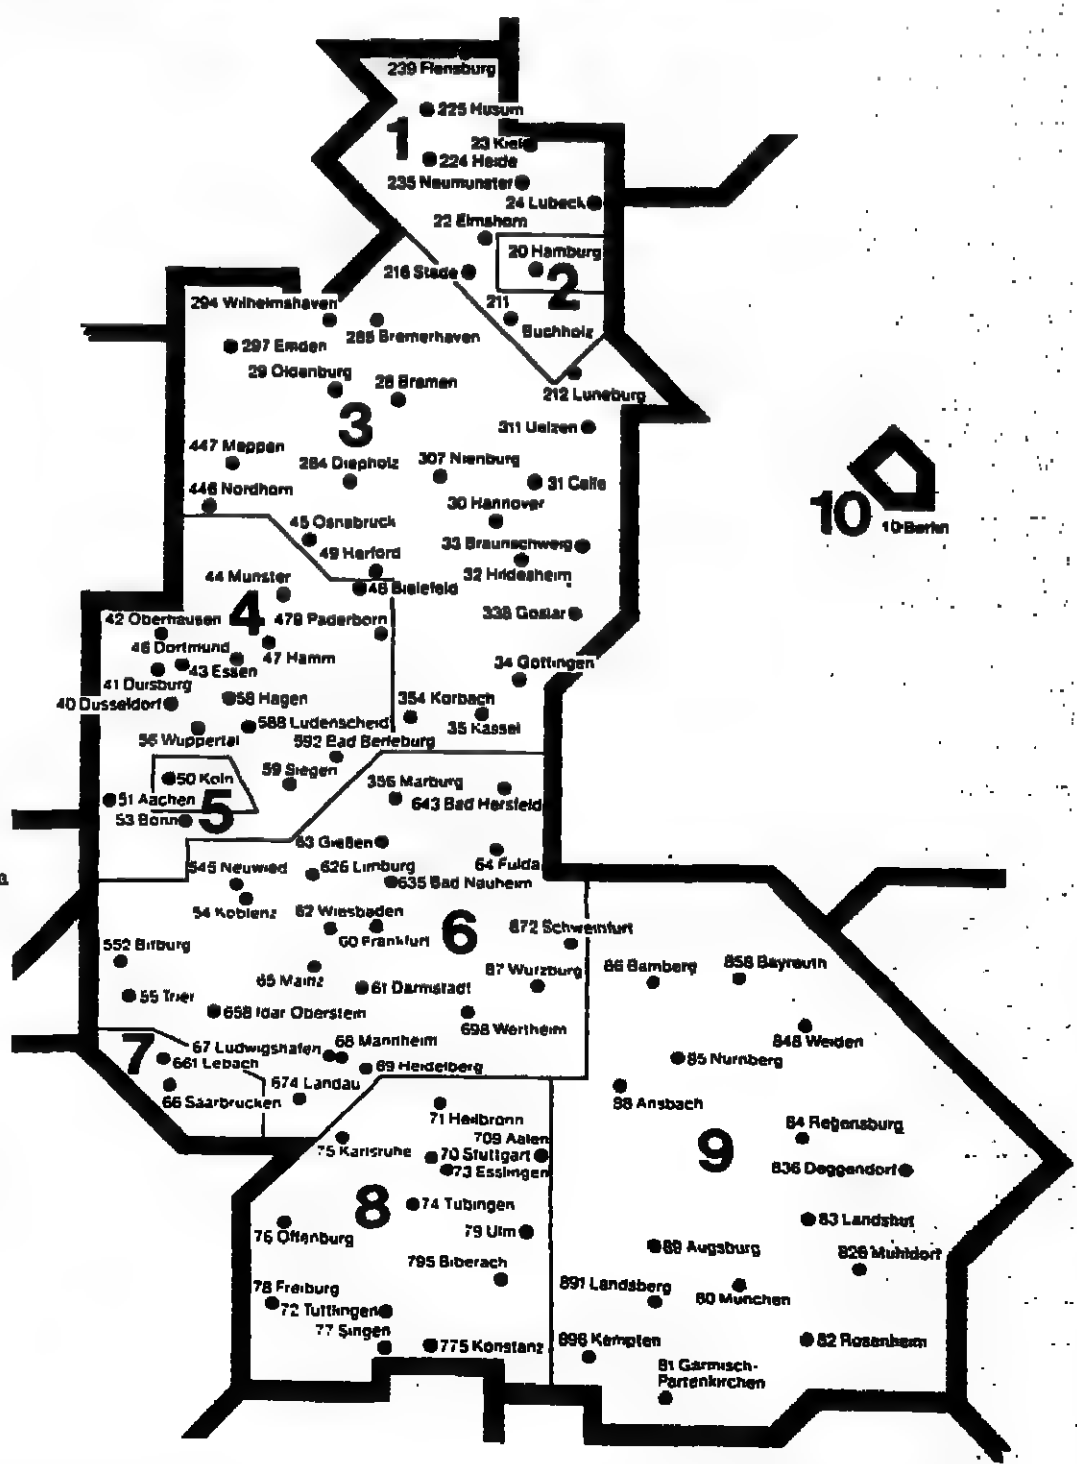 239 Flensburg
225 Husum
1
23 Kiel
224 Heide
235 Neumunster
24 Lubeck
22 Elmshorn
20 Hamburg
216 Stade
2
211
Buchholz
294 Wilhelmshaven
285 Bremerhaven
297 Emden
29 Oldenburg
28 Bremen
212 Luneburg
3
311 Uelzen
447 Meppen
284 Diepholz
307 Nienburg
31 Celle
446 Nordhorn
30 Hannover
10
10 Berlin
45 Osnabruck
33 Braunschweig
49 Herford
32 Hildesheim
44 Munster
48 Bielefeld
4
42 Oberhausen
479 Paderborn
338 Goslar
46 Dortmund
47 Hamm
43 Essen
34 Gottingen
41 Duisburg
40 Dusseldorf
58 Hagen
354 Korbach
588 Ludenscheid
35 Kassel
56 Wuppertal
592 Bad Berleburg
59 Siegen
50 Koln
356 Marburg
51 Aachen
643 Bad Hersfeld
53 Bonn
5
63 Gießen
64 Fulda
545 Neuwied
626 Limburg
635 Bad Nauheim
54 Koblenz
62 Wiesbaden
60 Frankfurt
6
872 Schweinfurt
552 Bitburg
87 Wurzburg
86 Bamberg
858 Bayreuth
65 Mainz
61 Darmstadt
55 Trier
658 Idar Oberstein
698 Wertheim
848 Weiden
7
67 Ludwigshafen
68 Mannheim
661 Lebach
69 Heidelberg
85 Nurnberg
674 Landau
66 Saarbrucken
88 Ansbach
71 Heilbronn
84 Regensburg
709 Aalen
75 Karlsruhe
70 Stuttgart
9
73 Esslingen
836 Deggendorf
8
74 Tubingen
76 Offenburg
79 Ulm
83 Landshut
89 Augsburg
826 Muhldorf
795 Biberach
78 Freiburg
891 Landsberg
80 Munchen
72 Tuttlingen
77 Singen
775 Konstanz
896 Kempten
82 Rosenheim
81 Garmisch-
Partenkirchen